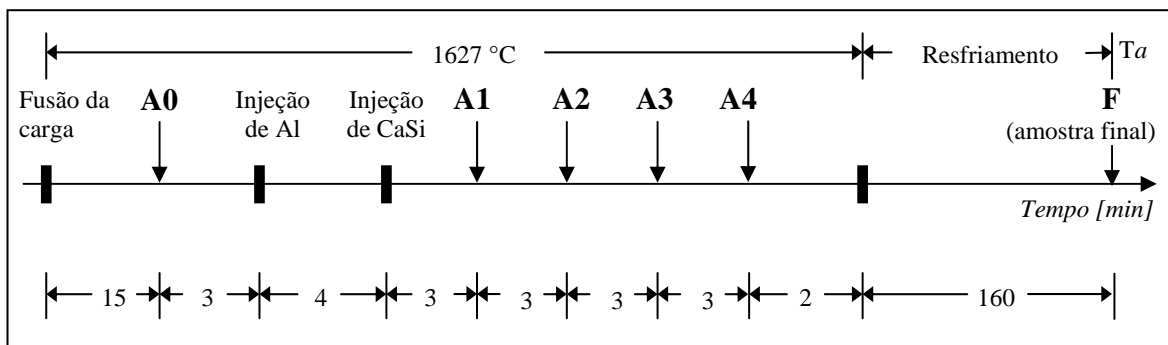 1627 °C
Resfriamento
Ta
Fusão da
carga
A0
Injeção
de Al
Injeção
de CaSi
A1
A2
A3
A4
F
(amostra final)
Tempo [min]
15
3
4
3
3
3
3
2
160